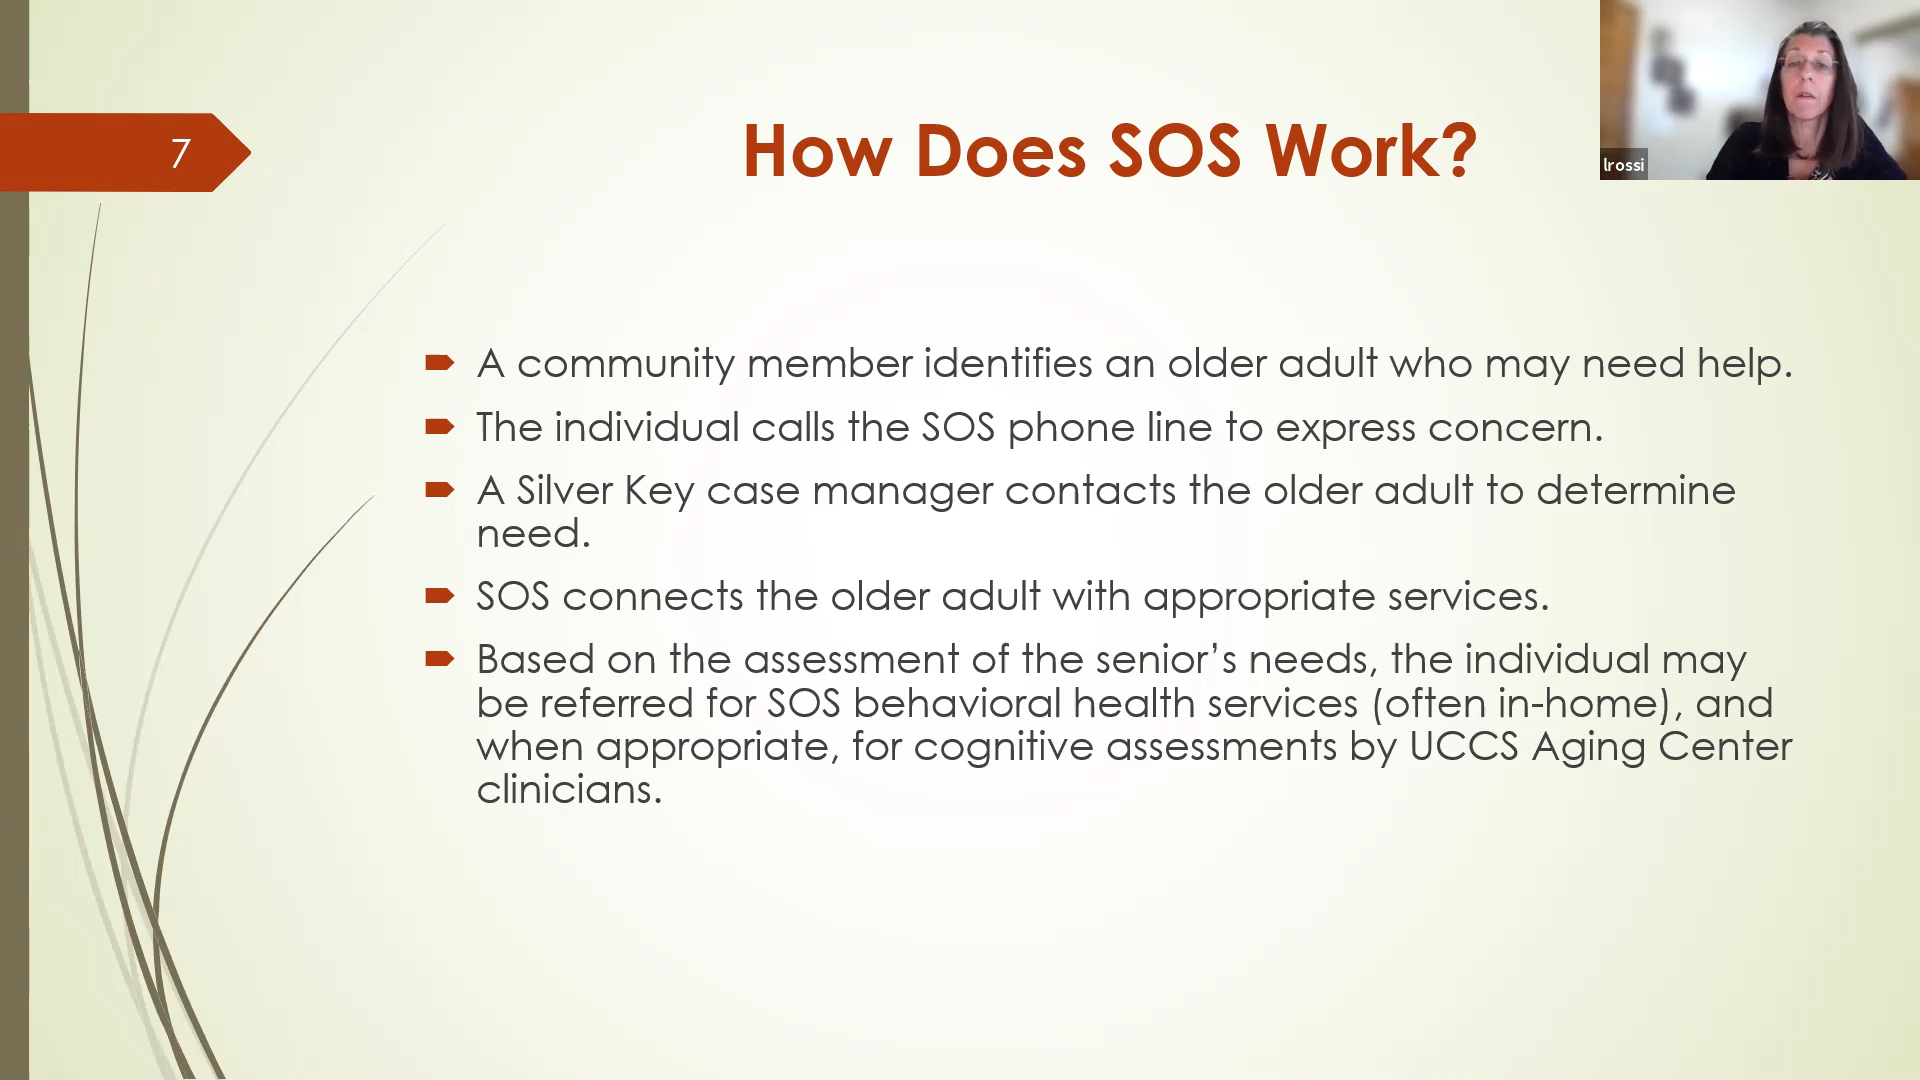 7
How Does SOS Work?
lrossi
A community member identifies an older adult who may need help.
The individual calls the SOS phone line to express concern.
A Silver Key case manager contacts the older adult to determine
need.
SOS connects the older adult with appropriate services.
Based on the assessment of the senior’s needs, the individual may
be referred for SOS behavioral health services (often in-home), and
when appropriate, for cognitive assessments by UCCS Aging Center
clinicians.